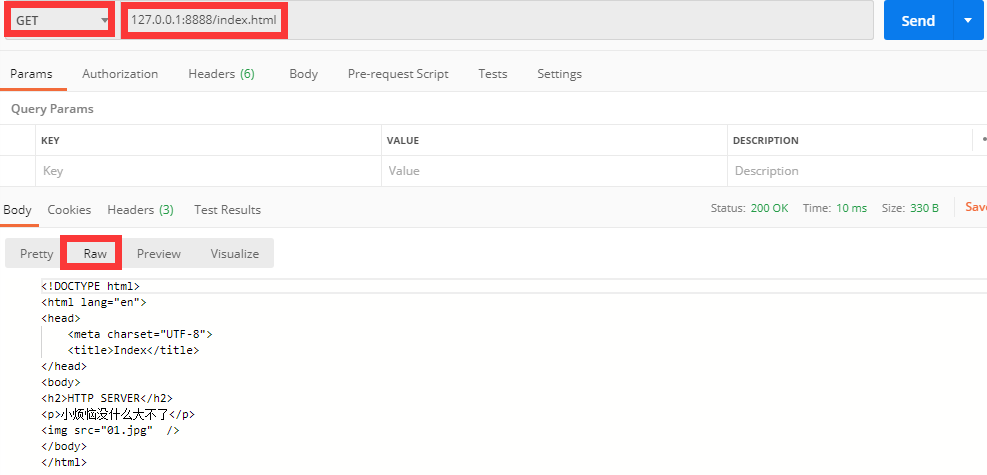 GET 127.0.0.1:8888/index.html Send
Params Authorization Headers (6) Body Pre-request Script Tests Settings
Query Params
KEY VALUE DESCRIPTION
Key Value Description
Body Cookies Headers (3) Test Results Status: 200 OK Time: 10 ms Size: 330 B Save
Pretty Raw Preview Visualize
<!DOCTYPE html>
<html lang="en">
<head>
    <meta charset="UTF-8">
    <title>Index</title>
</head>
<body>
<h2>HTTP SERVER</h2>
<p>小烦恼没什么大不了</p>
<img src="01.jpg"  />
</body>
</html>